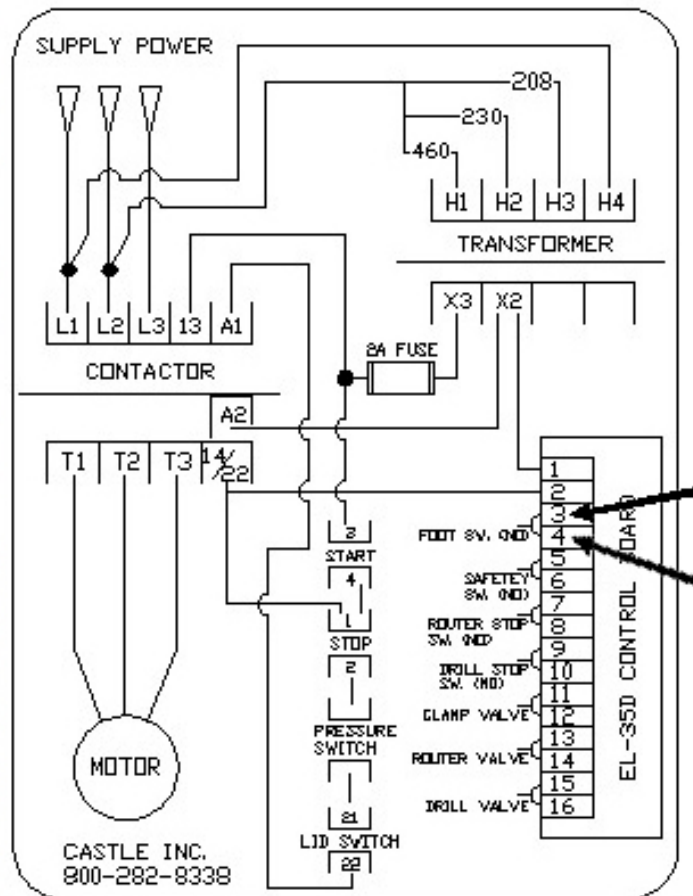 SUPPLY POWER
208
230
460
H1 H2 H3 H4
TRANSFORMER
X3 X2
L1 L2 L3 13 A1
2A FUSE
CONTACTOR
A2
T1 T2 T3 14/22
1
2
3
4
5
6
7
8
9
10
11
12
13
14
15
16
FOOT SW. (NO)
SAFETEY
SW. (NO)
ROUTER STOP
SW. (NO)
DRILL STOP
SW. (NO)
CLAMP VALVE
ROUTER VALVE
DRILL VALVE
EL-35D CONTROL BOARD
3
START
4
1
STOP
2
PRESSURE
SWITCH
21
LID SWITCH
22
MOTOR
CASTLE INC.
800-282-8338